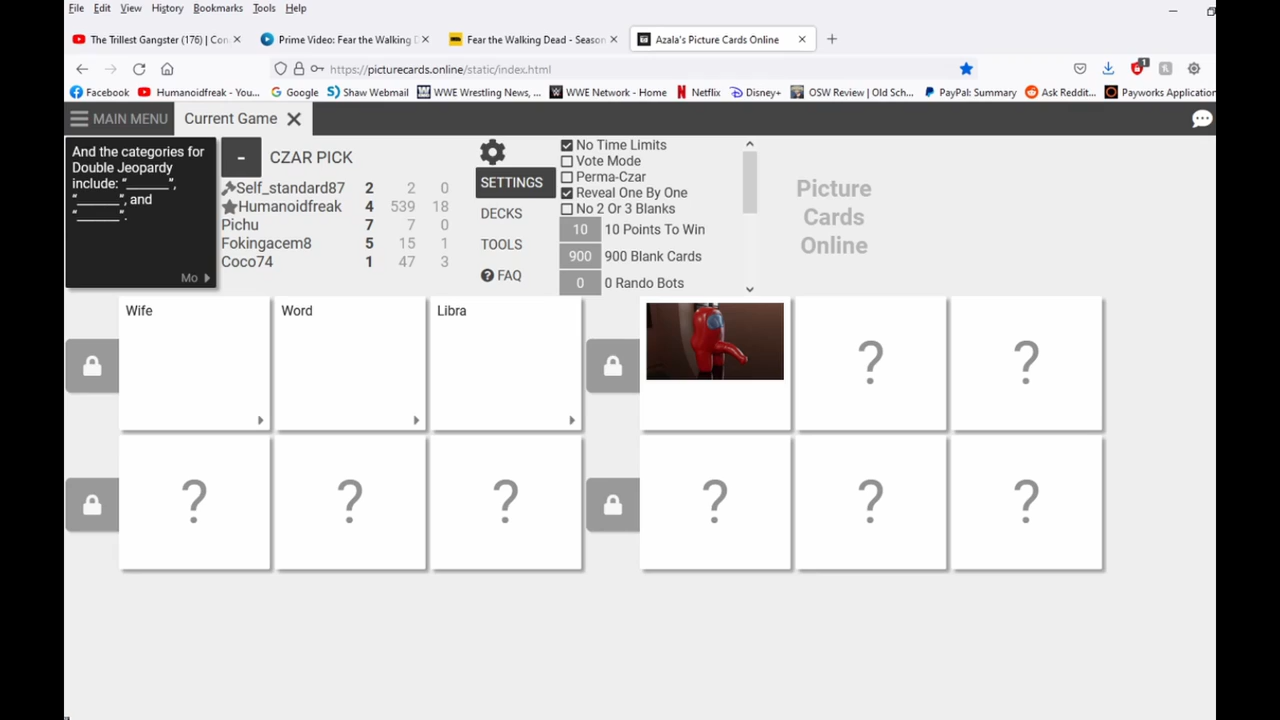 File Edit View History Bookmarks Tools Help
The Trillest Gangster (176) | Con
Prime Video: Fear the Walking D
Fear the Walking Dead - Season
Azala's Picture Cards Online
https://picturecards.online/static/index.html
1
Facebook
Humanoidfreak - You...
Google
Shaw Webmail
WWE Wrestling News, ...
WWE Network - Home
Netflix
Disney+
OSW Review | Old Sch...
PayPal: Summary
Ask Reddit...
Payworks Application
MAIN MENU
Current Game
And the categories for
Double Jeopardy
include: "______",
"______", and
"______".
Mo
-
CZAR PICK
Self_standard87 2 2 0
Humanoidfreak 4 539 18
Pichu 7 7 0
Fokingacem8 5 15 1
Coco74 1 47 3
SETTINGS
DECKS
TOOLS
? FAQ
No Time Limits
Vote Mode
Perma-Czar
Reveal One By One
No 2 Or 3 Blanks
10 10 Points To Win
900 900 Blank Cards
0 0 Rando Bots
Picture
Cards
Online
Wife
Word
Libra
? ?
? ? ? ? ? ?